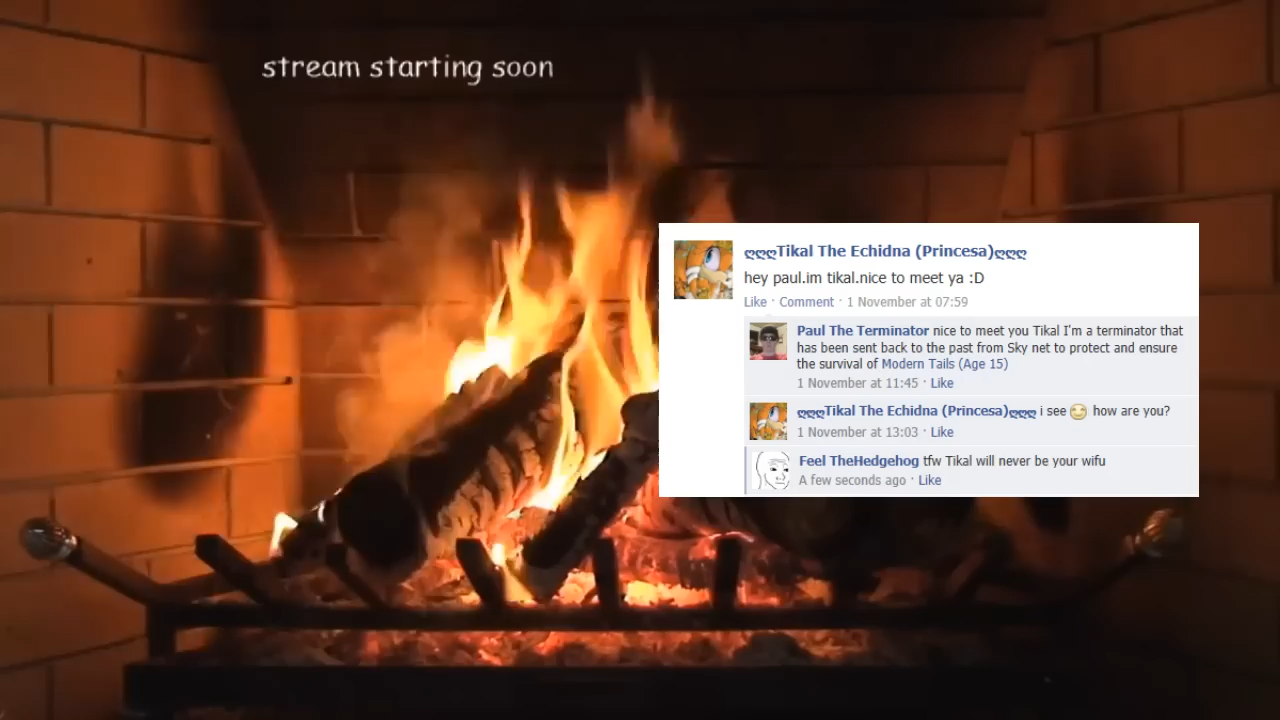 stream starting soon
ღღღTikal The Echidna (Princesa)ღღღ
hey paul.im tikal.nice to meet ya :D
Like · Comment · 1 November at 07:59
Paul The Terminator nice to meet you Tikal I'm a terminator that
has been sent back to the past from Sky net to protect and ensure
the survival of Modern Tails (Age 15)
1 November at 11:45 · Like
ღღღTikal The Echidna (Princesa)ღღღ i see how are you?
1 November at 13:03 · Like
Feel TheHedgehog tfw Tikal will never be your wifu
A few seconds ago · Like